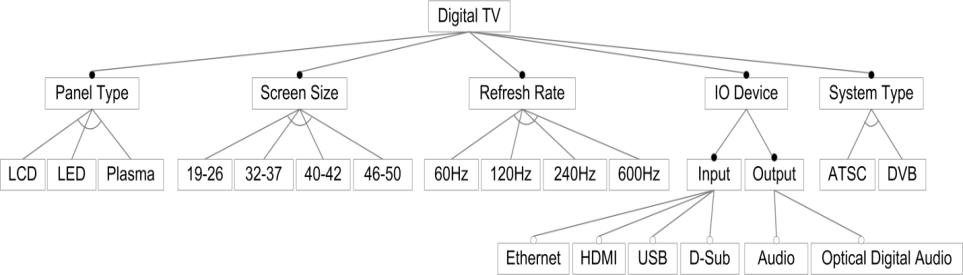 Digital TV
Panel Type Screen Size Refresh Rate IO Device System Type
LCD LED Plasma 19-26 32-37 40-42 46-50 60Hz 120Hz 240Hz 600Hz Input Output ATSC DVB
Ethernet HDMI USB D-Sub Audio Optical Digital Audio